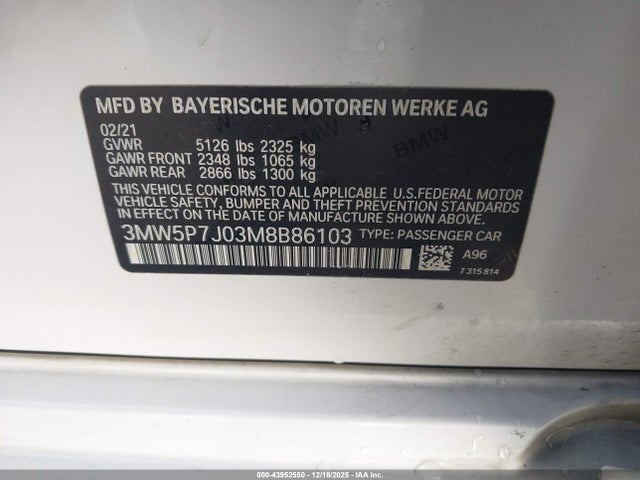 MFD BY BAYERISCHE MOTOREN WERKE AG
02/21
GVWR 5126 lbs 2325 kg
GAWR FRONT 2348 lbs 1065 kg
GAWR REAR 2866 lbs 1300 kg
THIS VEHICLE CONFORMS TO ALL APPLICABLE U.S.FEDERAL MOTOR
VEHICLE SAFETY, BUMPER AND THEFT PREVENTION STANDARDS
IN EFFECT ON THE DATE OF MANUFACTURE SHOWN ABOVE.
3MW5P7J03M8B86103 TYPE: PASSENGER CAR
A96
7 315 814
BMW
000-43952550 | 12/18/2025 | IAAI.COM